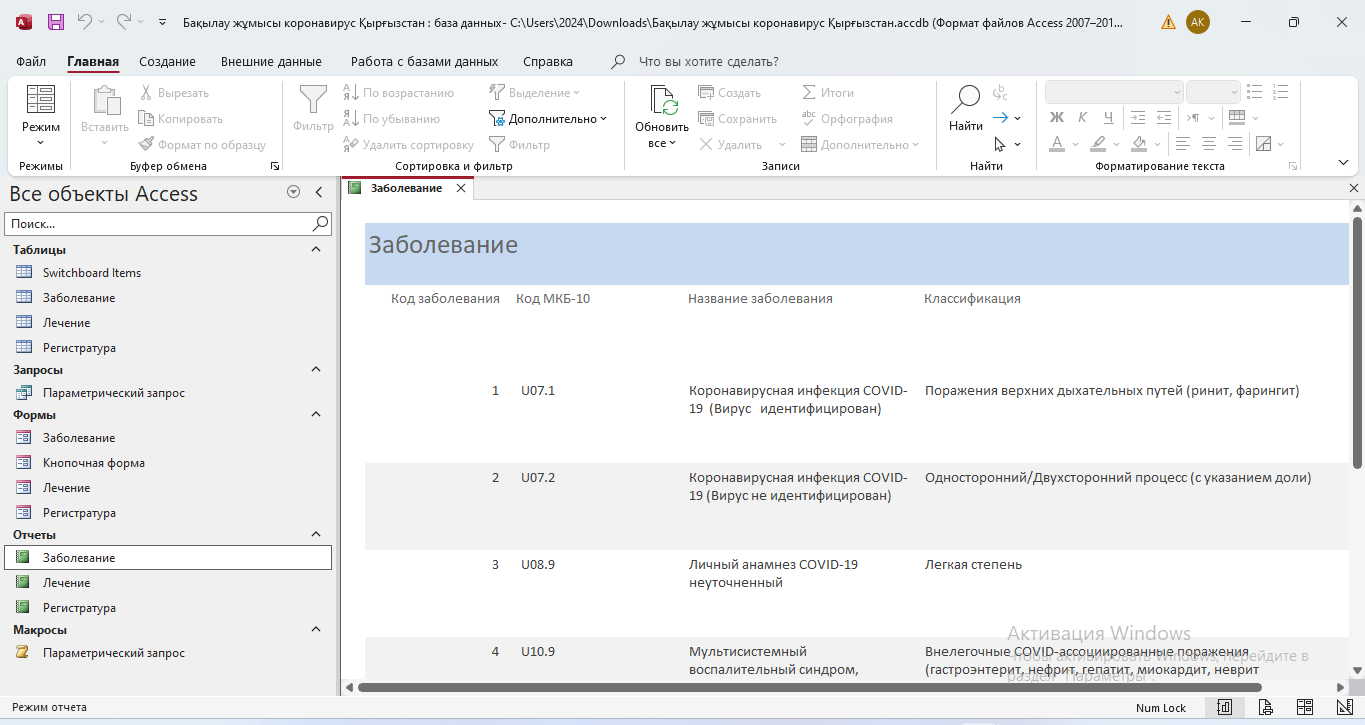 Бақылау жұмысы коронавирус Қырғызстан : база данных- C:\Users\2024\Downloads\Бақылау жұмысы коронавирус Қырғызстан.accdb (Формат файлов Access 2007–201...
АК
Файл Главная Создание Внешние данные Работа с базами данных Справка Что вы хотите сделать?
Режим
Режимы
Вставить
Вырезать
Копировать
Формат по образцу
Буфер обмена
Фильтр
По возрастанию
По убыванию
Удалить сортировку
Выделение
Дополнительно
Фильтр
Сортировка и фильтр
Обновить
все
Создать
Сохранить
Удалить
Итоги
Орфография
Дополнительно
Записи
Найти
Найти
Ж К Ч
Форматирование текста
Все объекты Access
Поиск...
Таблицы
Switchboard Items
Заболевание
Лечение
Регистратура
Запросы
Параметрический запрос
Формы
Заболевание
Кнопочная форма
Лечение
Регистратура
Отчеты
Заболевание
Лечение
Регистратура
Макросы
Параметрический запрос
Заболевание
Заболевание
Код заболевания Код МКБ-10 Название заболевания Классификация
1 U07.1 Коронавирусная инфекция COVID- Поражения верхних дыхательных путей (ринит, фарингит)
19 (Вирус идентифицирован)
2 U07.2 Коронавирусная инфекция COVID- Односторонний/Двухсторонний процесс (с указанием доли)
19 (Вирус не идентифицирован)
3 U08.9 Личный анамнез COVID-19 Легкая степень
неуточненный
4 U10.9 Мультисистемный Внелегочные COVID-ассоциированные поражения
воспалительный синдром, (гастроэнтерит, нефрит, гепатит, миокардит, неврит
Активация Windows
Чтобы активировать Windows, перейдите в
раздел "Параметры".
Режим отчета Num Lock